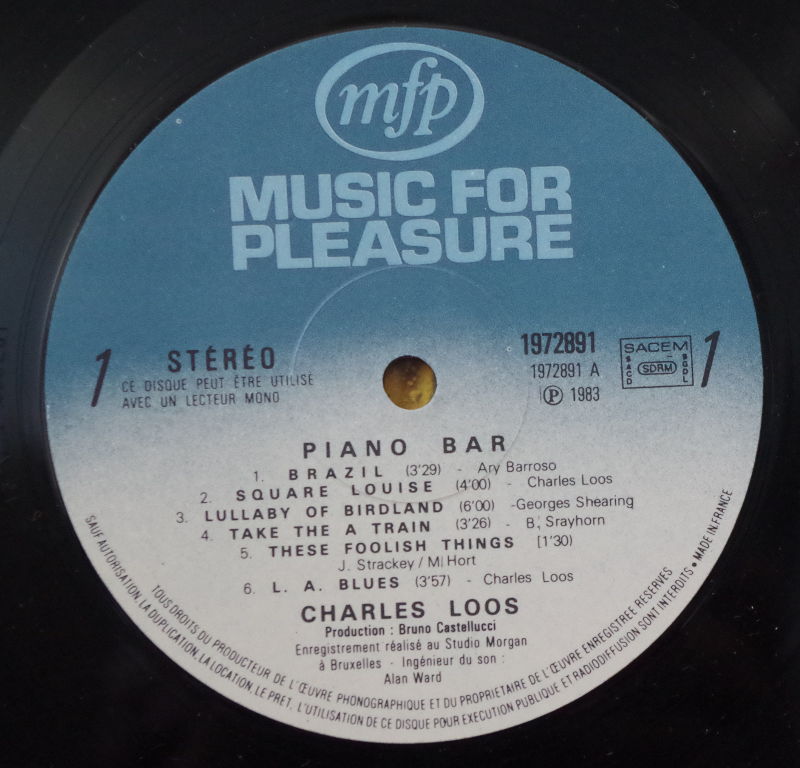 mfp
MUSIC FOR
PLEASURE
1
STÉRÉO
CE DISQUE PEUT ÊTRE UTILISÉ
AVEC UN LECTEUR MONO
1972891
1972891 A
Ⓟ 1983
SACEM
SACD
SDRM
SGDL
1
PIANO BAR
1. BRAZIL (3'29) - Ary Barroso
2. SQUARE LOUISE (4'00) - Charles Loos
3. LULLABY OF BIRDLAND (6'00) -Georges Shearing
4. TAKE THE A TRAIN (3'26) - B. Srayhorn
5. THESE FOOLISH THINGS [1'30)
J. Strackey / M. Hort
6. L. A. BLUES (3'57) - Charles Loos
CHARLES LOOS
Production : Bruno Castellucci
Enregistrement réalisé au Studio Morgan
à Bruxelles - Ingénieur du son :
Alan Ward
TOUS DROITS DU PRODUCTEUR DE L'ŒUVRE PHONOGRAPHIQUE ET DU PROPRIETAIRE DE L'ŒUVRE ENREGISTREE RESERVES
SAUF AUTORISATION, LA DUPLICATION, LA LOCATION, LE PRET, L'UTILISATION DE CE DISQUE POUR EXECUTION PUBLIQUE ET RADIODIFFUSION SONT INTERDITS • MADE IN FRANCE